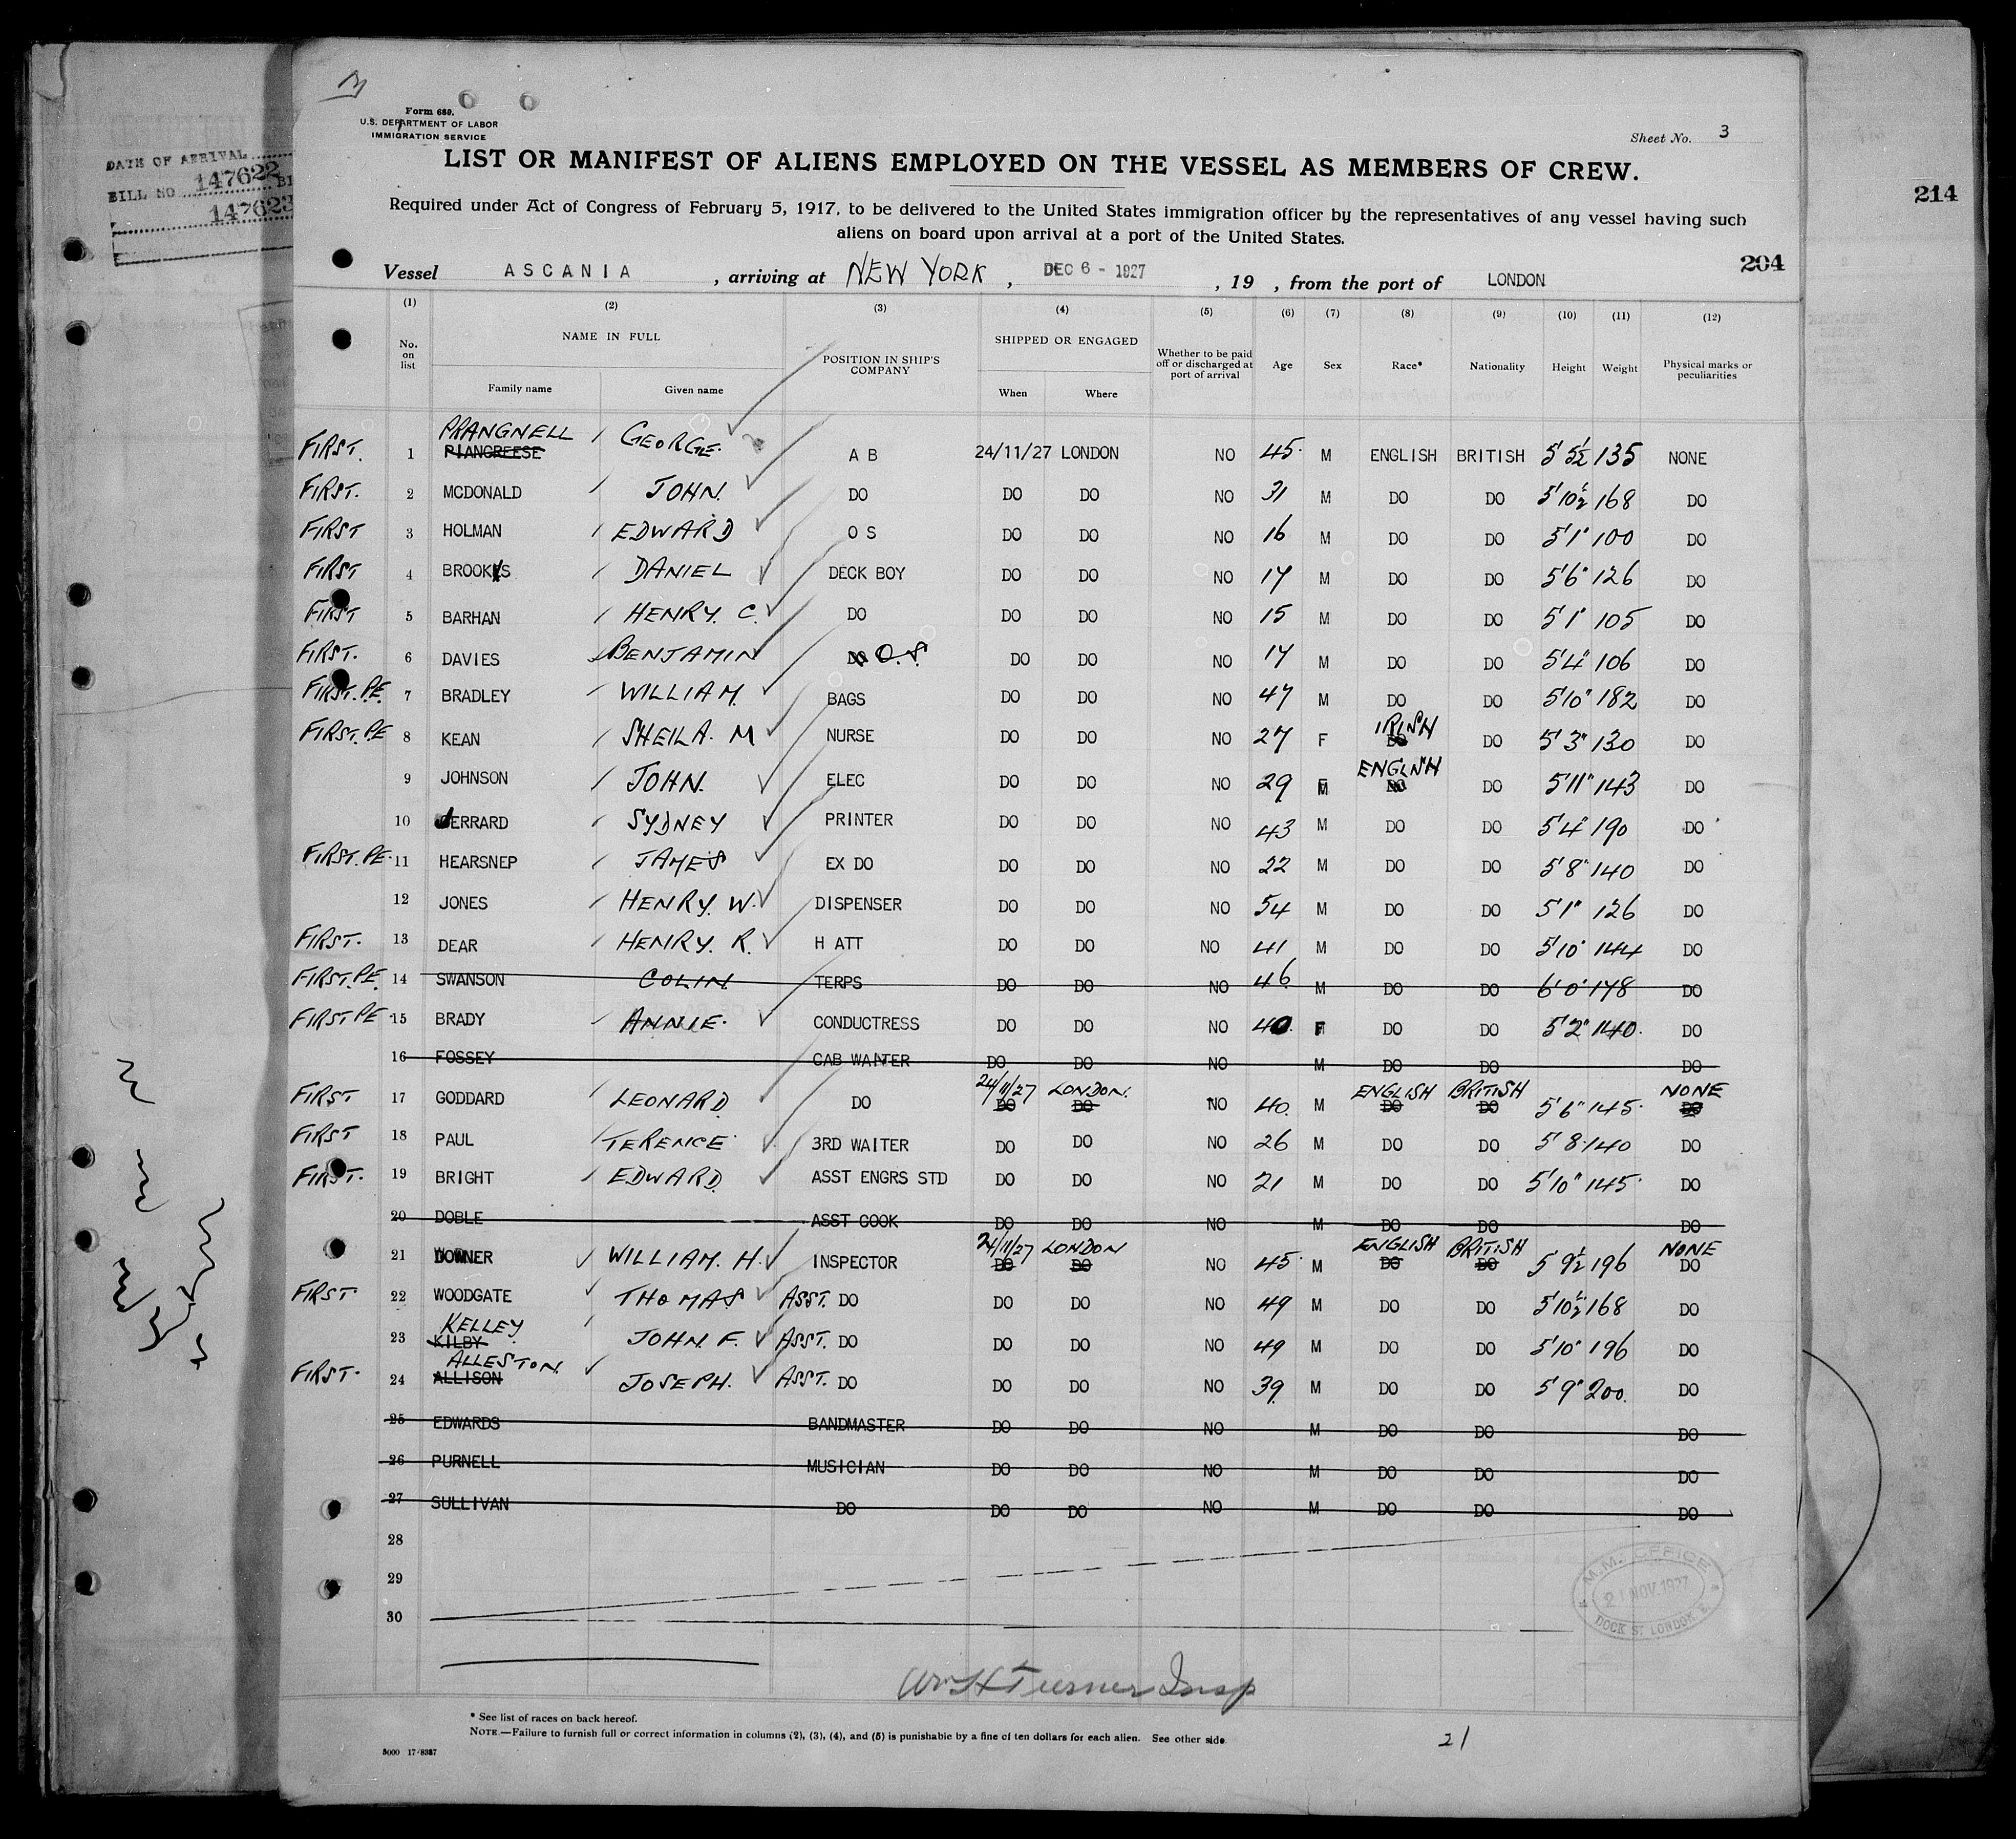 Form 680.
U.S. DEPARTMENT OF LABOR
IMMIGRATION SERVICE
Sheet No. 3
LIST OR MANIFEST OF ALIENS EMPLOYED ON THE VESSEL AS MEMBERS OF CREW.
Required under Act of Congress of February 5, 1917, to be delivered to the United States immigration officer by the representatives of any vessel having such
aliens on board upon arrival at a port of the United States.
DATE OF ARRIVAL
BILL NO 147622
147623
214
204
Vessel ASCANIA, arriving at NEW YORK, DEC 6 - 1927, 19 , from the port of LONDON
(1) (2) (3) (4) (5) (6) (7) (8) (9) (10) (11) (12)
No. on list NAME IN FULL Family name Given name POSITION IN SHIP'S COMPANY SHIPPED OR ENGAGED When Where Whether to be paid off or discharged at port of arrival Age Sex Race* Nationality Height Weight Physical marks or peculiarities
FIRST. 1 PRANGNELL PIANGREESE GEORGE. A B 24/11/27 LONDON NO 45 M ENGLISH BRITISH 5' 5½ 135 NONE
FIRST. 2 MCDONALD JOHN. DO DO DO NO 31 M DO DO 5'10½ 168 DO
FIRST 3 HOLMAN EDWARD O S DO DO NO 16 M DO DO 5'1" 100 DO
FIRST 4 BROOKS DANIEL DECK BOY DO DO NO 17 M DO DO 5'6" 126 DO
FIRST 5 BARHAN HENRY. C. DO DO DO NO 15 M DO DO 5'1" 105 DO
FIRST. 6 DAVIES BENJAMIN DO O.S. DO DO NO 17 M DO DO 5'4" 106 DO
FIRST. P.E. 7 BRADLEY WILLIAM. BAGS DO DO NO 47 M DO DO 5'10" 182 DO
FIRST. PE 8 KEAN SHEILA. M NURSE DO DO NO 27 F IRISH DO DO 5'3" 130 DO
9 JOHNSON JOHN. ELEC DO DO NO 29 M ENGLISH DO DO 5'11" 143 DO
10 JERRARD SYDNEY PRINTER DO DO NO 43 M DO DO 5'4" 190 DO
FIRST. PE. 11 HEARSNEP JAMES EX DO DO DO NO 22 M DO DO 5'8" 140 DO
12 JONES HENRY. W. DISPENSER DO DO NO 54 M DO DO 5'1" 126 DO
FIRST. 13 DEAR HENRY. R. H ATT DO DO NO 41 M DO DO 5'10" 144 DO
FIRST. PE. 14 SWANSON COLIN TERPS DO DO NO 46 M DO DO 6'0" 178 DO
FIRST PE. 15 BRADY ANNIE. CONDUCTRESS DO DO NO 40 F DO DO 5'2" 140. DO
16 FOSSEY CAB WAITER DO DO NO M DO DO DO
FIRST 17 GODDARD LEONARD. DO 24/11/27 DO LONDON. DO NO 40. M ENGLISH DO BRITISH DO 5'6" 145. NONE DO
FIRST 18 PAUL TERENCE. 3RD WAITER DO DO NO 26 M DO DO 5'8. 140 DO
FIRST. 19 BRIGHT EDWARD. ASST ENGRS STD DO DO NO 21 M DO DO 5'10" 145. DO
20 DOBLE ASST COOK DO DO NO M DO DO DO
21 WILLIAM. H. INSPECTOR 24/11/27 DO LONDON DO NO 45 M ENGLISH DO BRITISH DO 5 9½ 196 NONE DO
FIRST. 22 WOODGATE THOMAS ASST. DO DO DO NO 49 M DO DO 5'10½ 168 DO
23 KELLEY KILBY JOHN. F. ASST. DO DO DO NO 49 M DO DO 5'10" 196 DO
FIRST. 24 ALLESTON. ALLISON JOSEPH. ASST. DO DO DO NO 39. M DO DO 5'9" 200. DO
25 EDWARDS BANDMASTER DO DO NO M DO DO DO
26 PURNELL MUSICIAN DO DO NO M DO DO DO
27 SULLIVAN DO DO DO NO M DO DO DO
28
29
30
M.M. OFFICE
21 NOV. 1927
DOCK ST. LONDON. E.
Wm H Turner Insp
* See list of races on back hereof.
NOTE.—Failure to furnish full or correct information in columns (2), (3), (4), and (5) is punishable by a fine of ten dollars for each alien. See other side.
21